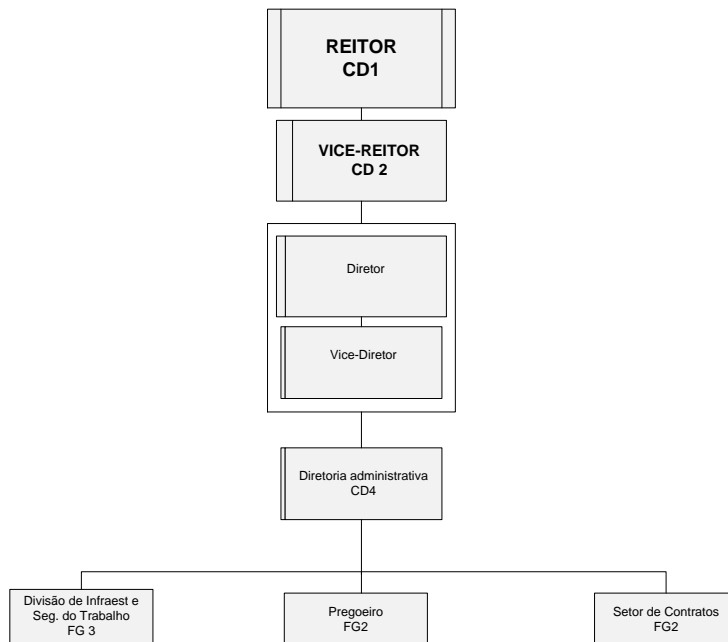 REITOR
CD1
VICE-REITOR
CD 2
Diretor
Vice-Diretor
Diretoria administrativa
CD4
Divisão de Infraest e
Seg. do Trabalho
FG 3
Pregoeiro
FG2
Setor de Contratos
FG2